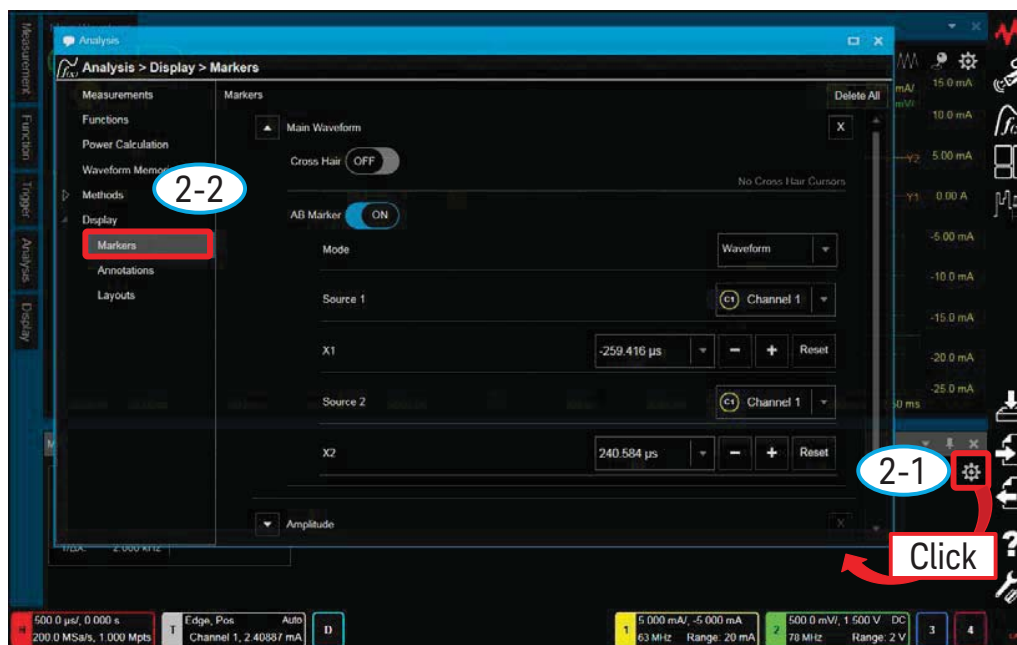 Analysis
Analysis > Display > Markers
Measurement
Function
Trigger
Analysis
Display
Measurements
Functions
Power Calculation
Waveform
Methods
Display
Markers
Annotations
Layouts
2-2
Markers
Delete All
Main Waveform
X
Cross Hair OFF
No Cross Hair Cursors
AB Marker ON
Mode
Waveform
Source 1
C1 Channel 1
X1
-259.416 µs
- + Reset
Source 2
C1 Channel 1
X2
240.584 µs
- + Reset
Amplitude
X
mA/
mV/
15.0 mA
10.0 mA
Y2 5.00 mA
Y1 0.00 A
-5.00 mA
-10.0 mA
-15.0 mA
-20.0 mA
-25.0 mA
2-1
Click
1/ΔX: 2.000 kHz
H
500.0 µs/, 0.000 s
200.0 MSa/s, 1.000 Mpts
T
Edge, Pos Auto
Channel 1, 2.40887 mA
D
1
5.000 mA/, -5.000 mA
63 MHz Range: 20 mA
2
500.0 mV/, 1.500 V DC
78 MHz Range: 2 V
3
4